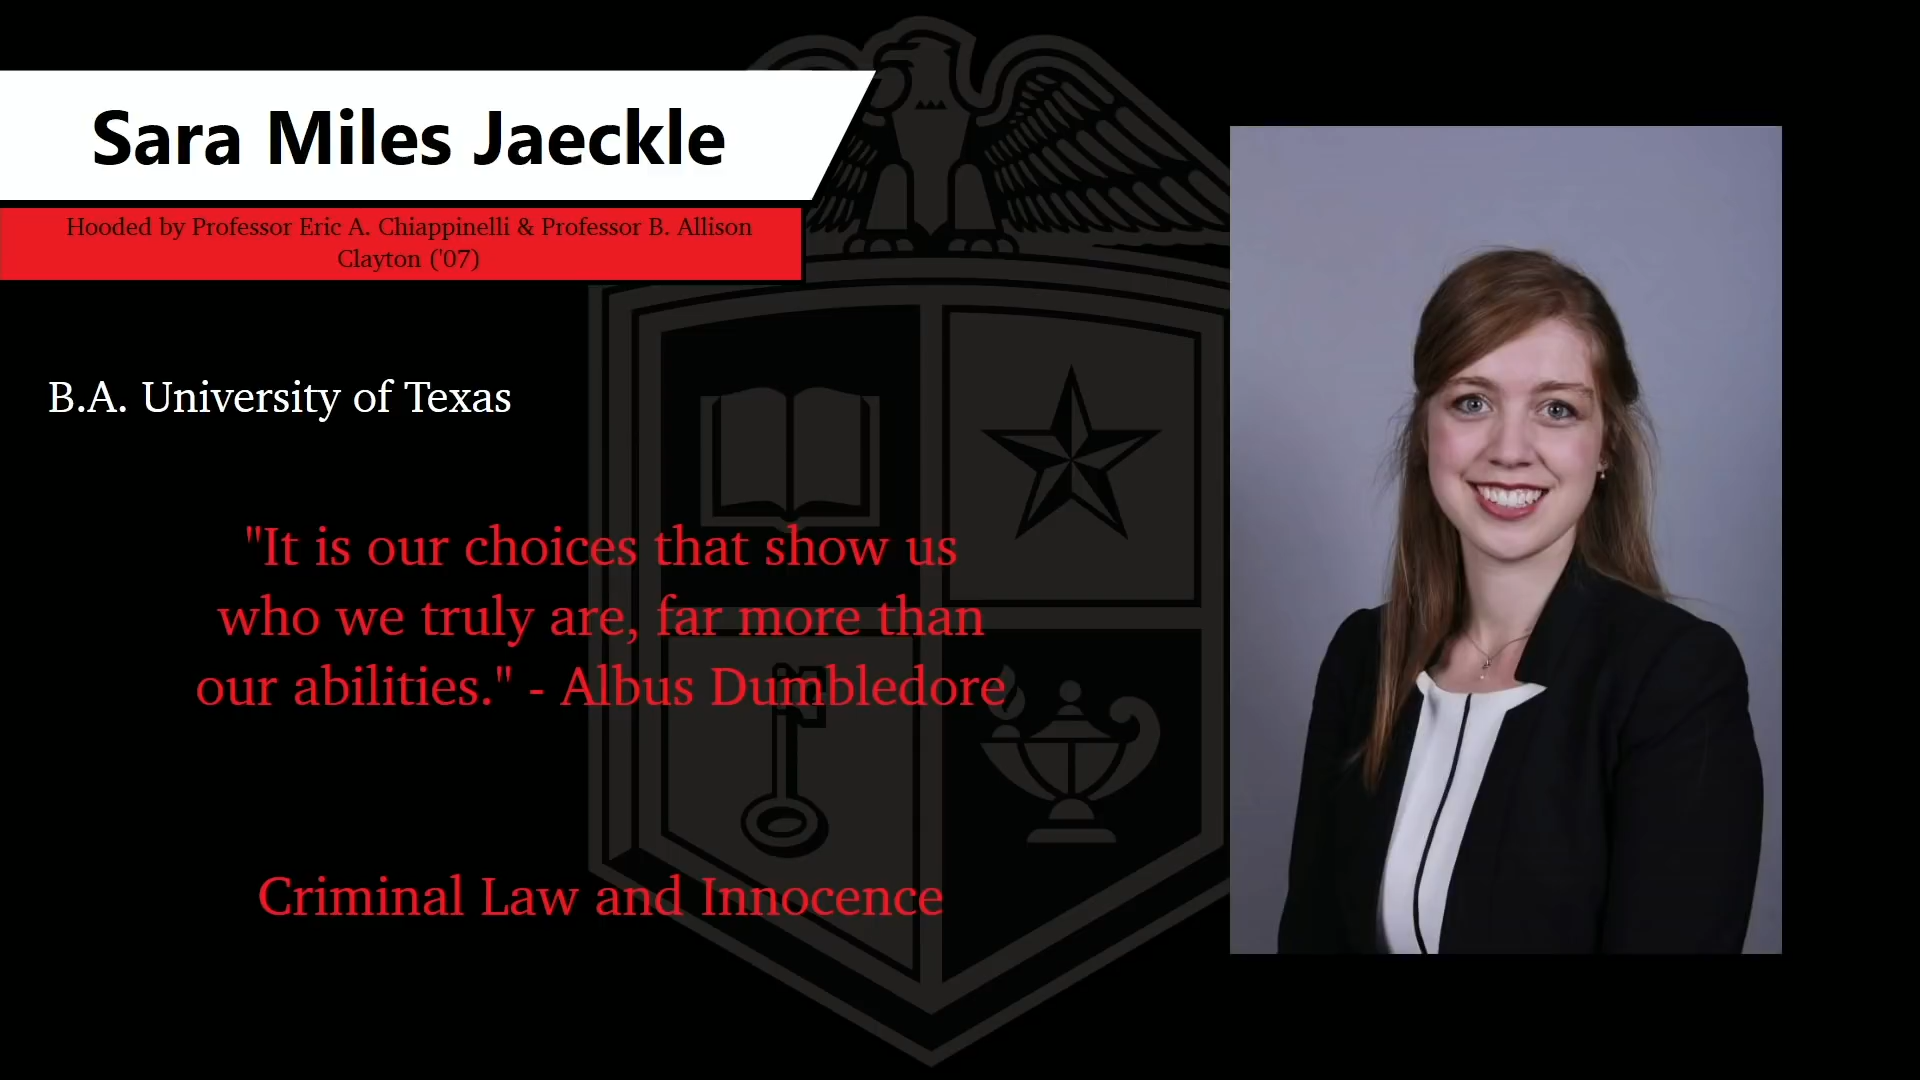 Sara Miles Jaeckle
Hooded by Professor Eric A. Chiappinelli & Professor B. Allison
Clayton ('07)
B.A. University of Texas
"It is our choices that show us
who we truly are, far more than
our abilities." - Albus Dumbledore
Criminal Law and Innocence